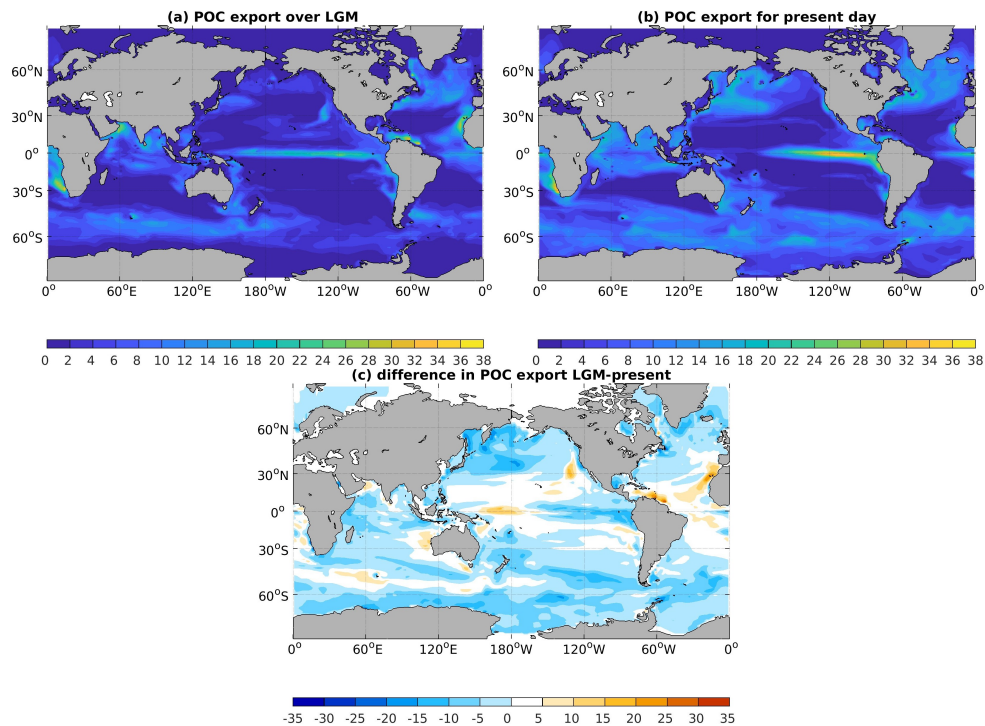 (a) POC export over LGM
(b) POC export for present day
60°N
30°N
0°
30°S
60°S
0° 60°E 120°E 180°W 120°W 60°W 0°
0 2 4 6 8 10 12 14 16 18 20 22 24 26 28 30 32 34 36 38
60°N
30°N
0°
30°S
60°S
0° 60°E 120°E 180°W 120°W 60°W 0°
0 2 4 6 8 10 12 14 16 18 20 22 24 26 28 30 32 34 36 38
(c) difference in POC export LGM-present
60°N
30°N
0°
30°S
60°S
0° 60°E 120°E 180°W 120°W 60°W 0°
-35 -30 -25 -20 -15 -10 -5 0 5 10 15 20 25 30 35